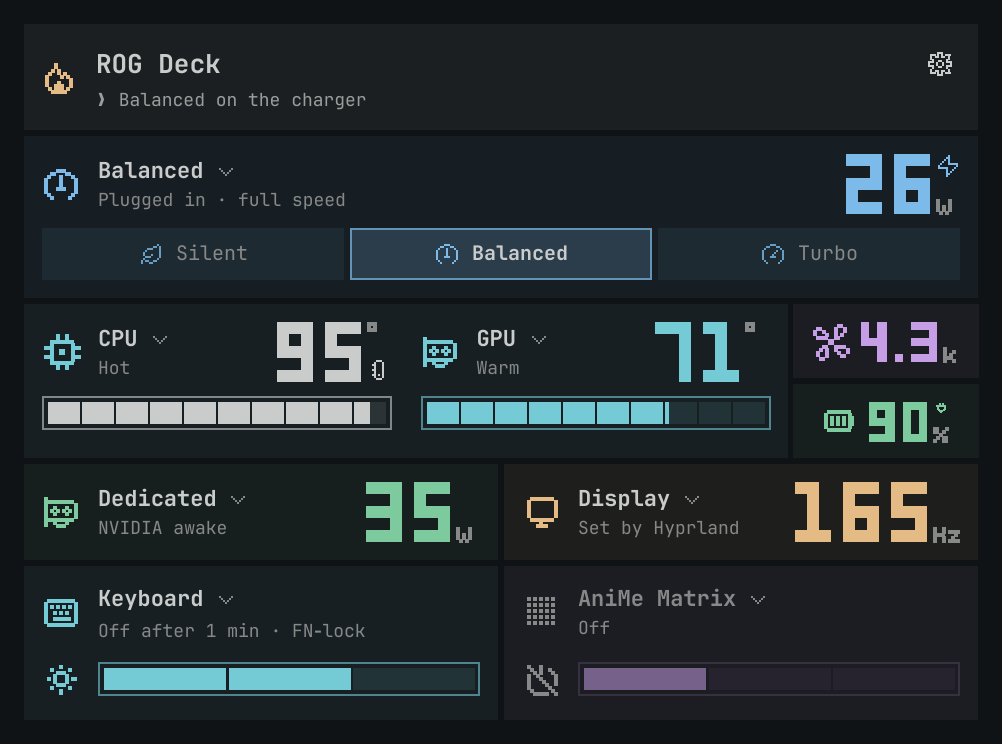 ROG Deck
❫ Balanced on the charger
Balanced
Plugged in · full speed
26 W
Silent
Balanced
Turbo
CPU
Hot
95°
GPU
Warm
71°
4.3 k
90 %
Dedicated
NVIDIA awake
35 W
Display
Set by Hyprland
165 Hz
Keyboard
Off after 1 min · FN-lock
AniMe Matrix
Off